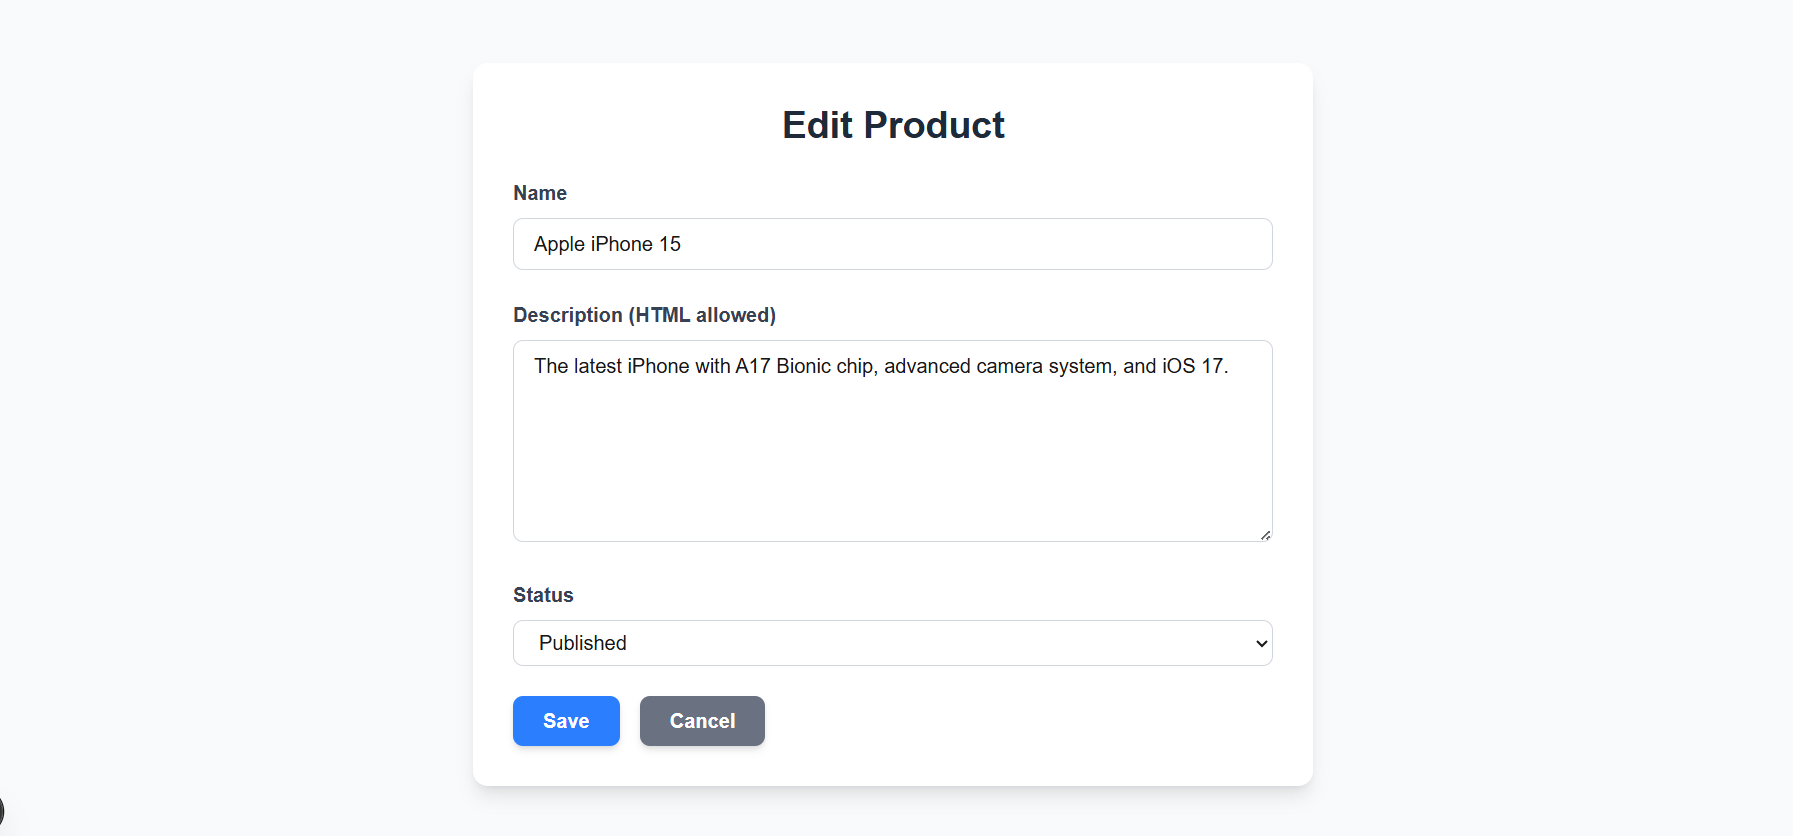 Edit Product
Name
Apple iPhone 15
Description (HTML allowed)
The latest iPhone with A17 Bionic chip, advanced camera system, and iOS 17.
Status
Published
Save
Cancel